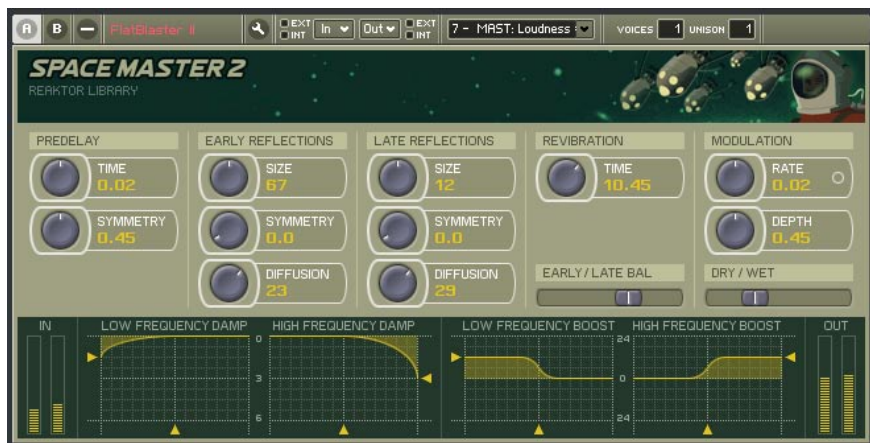 A B FlatBlaster II EXT INT In Out EXT INT 7 - MAST: Loudness VOICES 1 UNISON 1
SPACE MASTER 2
REAKTOR LIBRARY
PREDELAY EARLY REFLECTIONS LATE REFLECTIONS REVIBRATION MODULATION
TIME 0.02 SIZE 67 SIZE 12 TIME 10.45 RATE 0.02
SYMMETRY 0.45 SYMMETRY 0.0 SYMMETRY 0.0 DEPTH 0.45
DIFFUSION 23 DIFFUSION 29 EARLY / LATE BAL DRY / WET
IN LOW FREQUENCY DAMP HIGH FREQUENCY DAMP LOW FREQUENCY BOOST HIGH FREQUENCY BOOST OUT
0 24
3 0
6 24